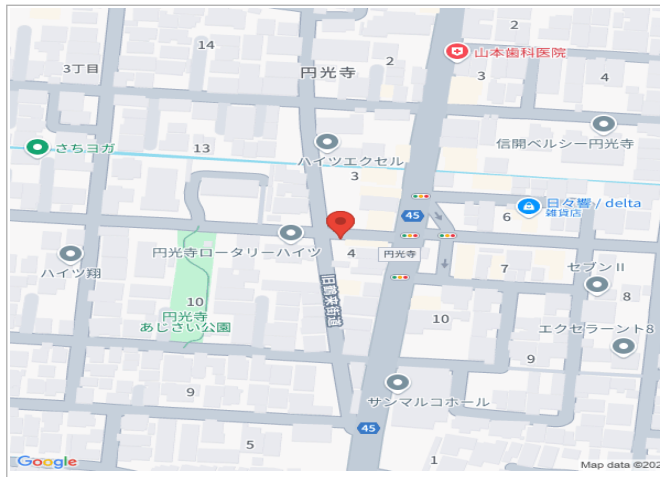 2
14
山本歯科医院
3丁目
円光寺
2
3
4
信開ベルシー円光寺
さちヨガ
13
ハイツエクセル
3
45
日々響 / delta
雑貨店
6
円光寺ロータリーハイツ
4
円光寺
ハイツ翔
7
セブンⅡ
旧鶴来街道
10
円光寺
あじさい公園
8
10
エクセラーント8
9
9
サンマルコホール
45
5
1
Google
Map data ©202